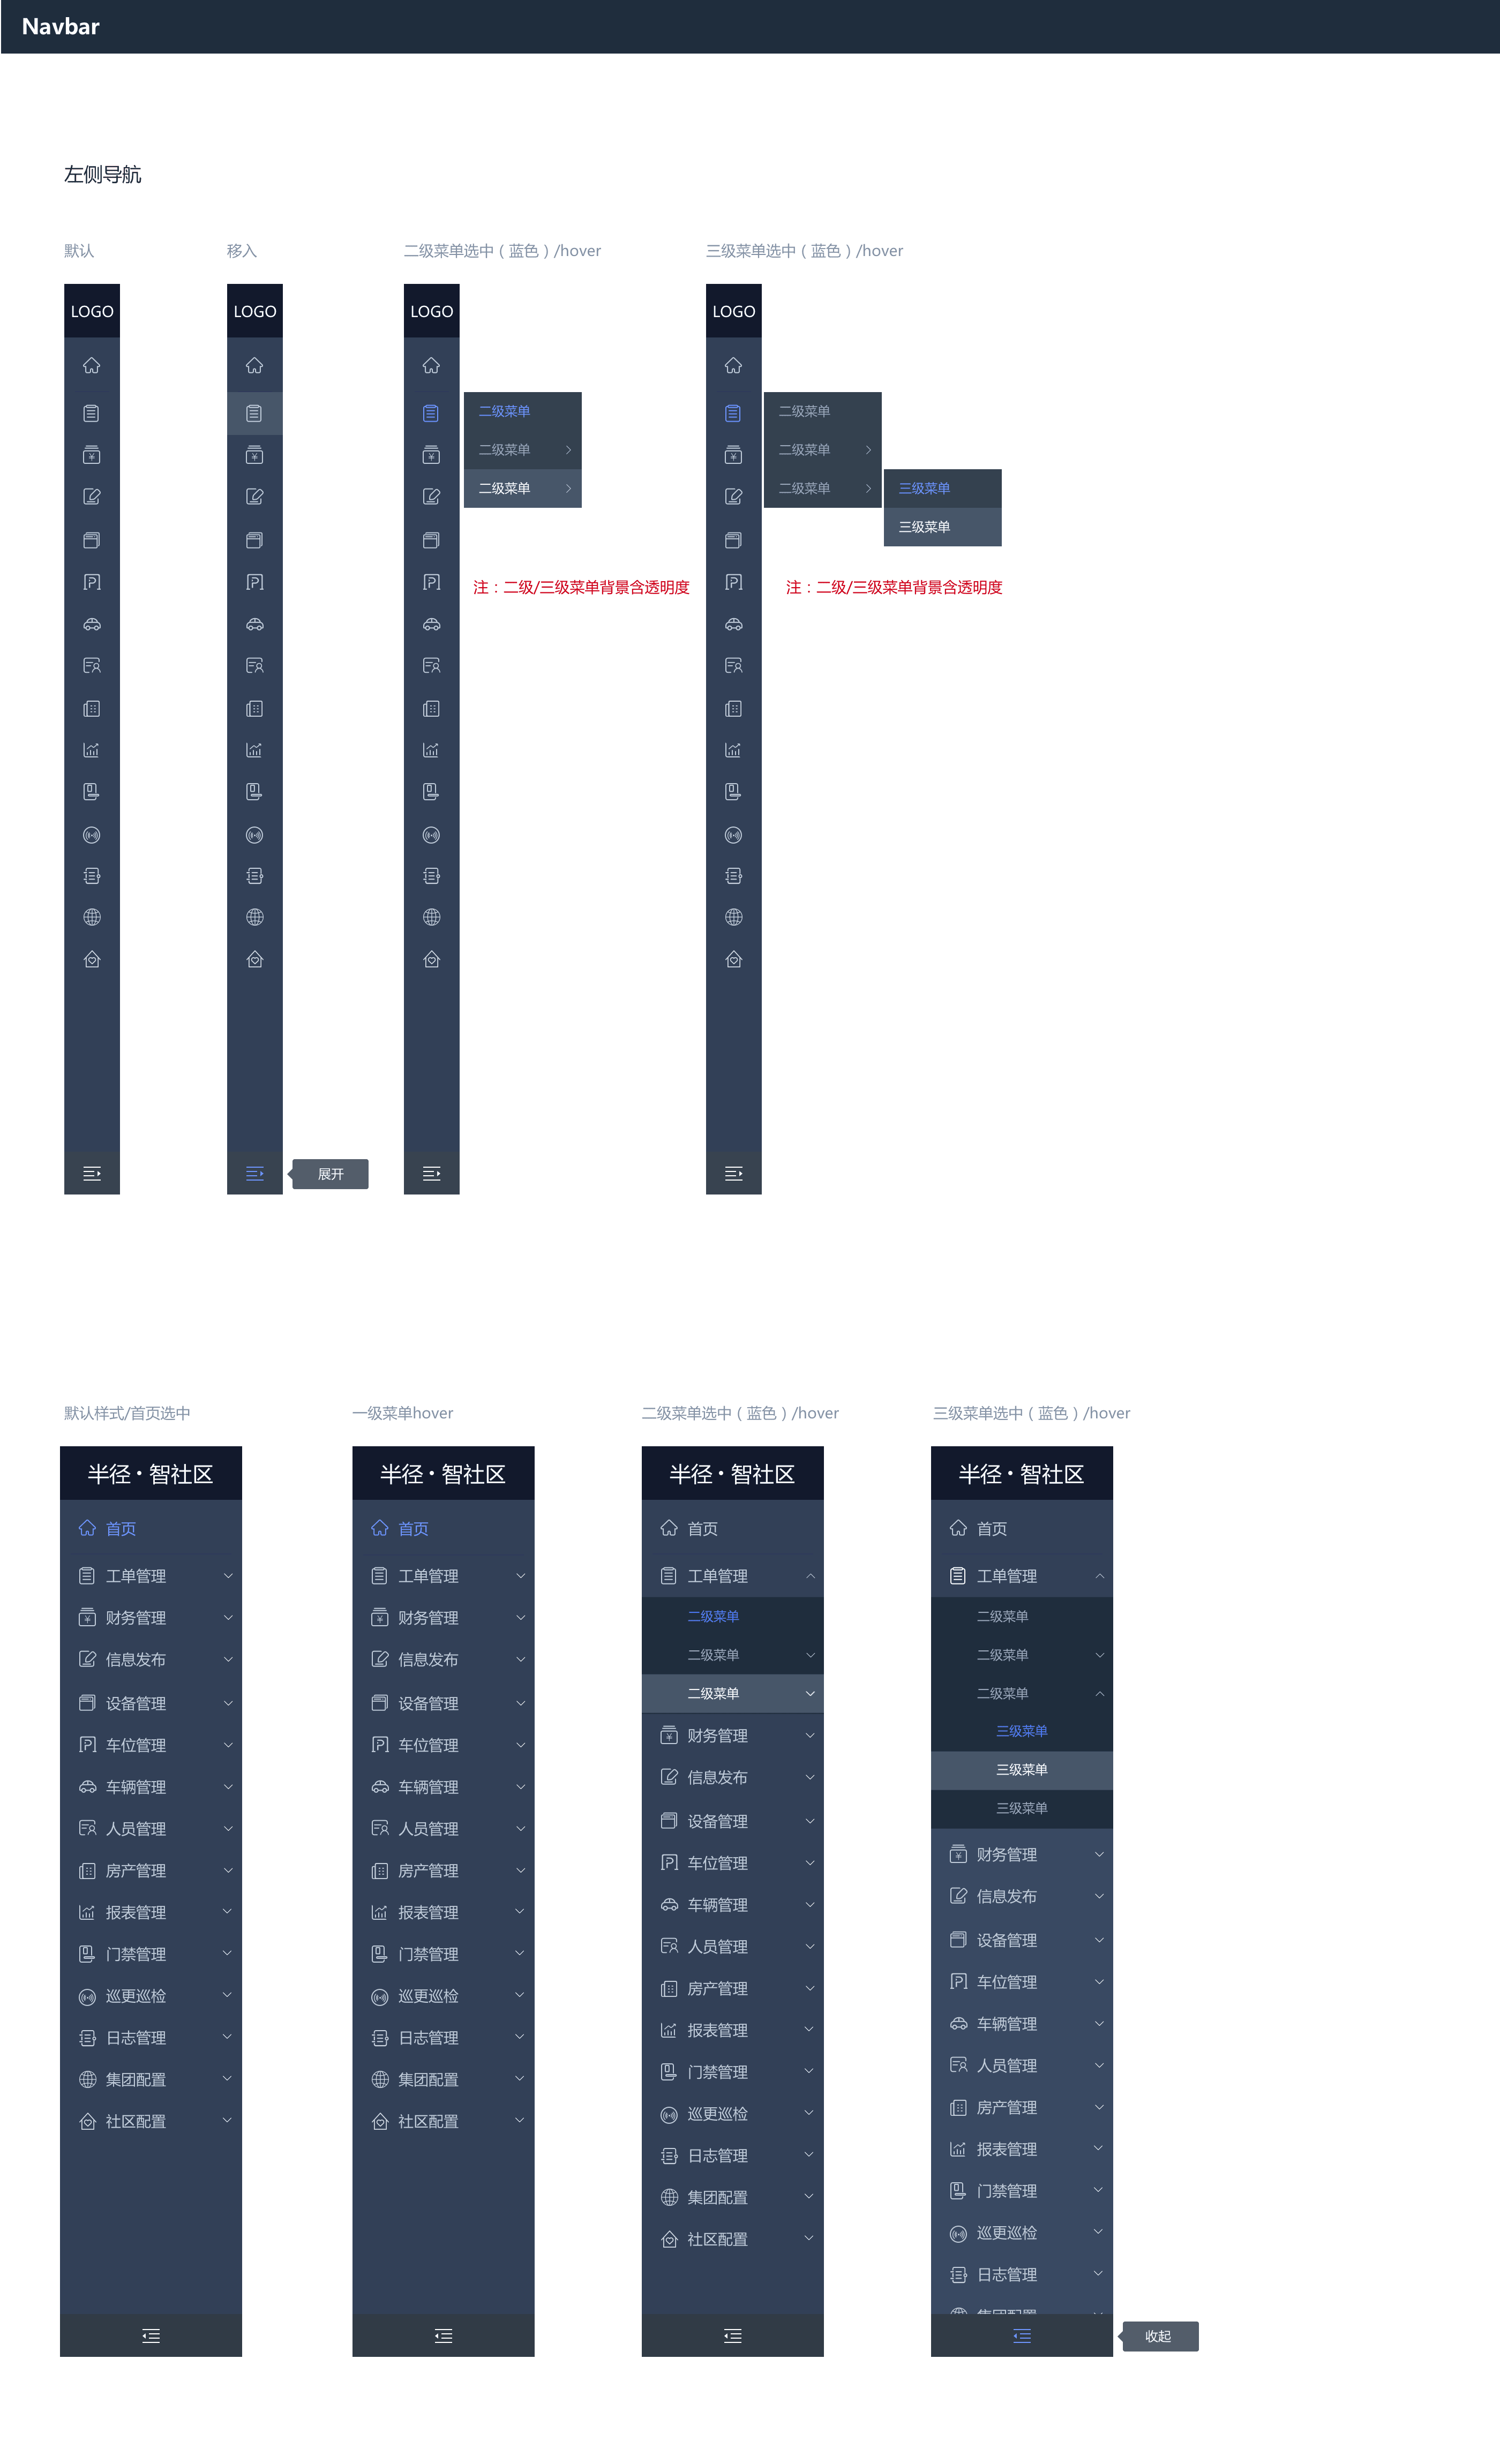 Navbar
左侧导航
默认
移入
二级菜单选中（蓝色）/hover
三级菜单选中（蓝色）/hover
LOGO
LOGO
LOGO
LOGO
二级菜单
二级菜单
二级菜单
二级菜单
二级菜单
二级菜单
三级菜单
三级菜单
注：二级/三级菜单背景含透明度
注：二级/三级菜单背景含透明度
展开
默认样式/首页选中
一级菜单hover
二级菜单选中（蓝色）/hover
三级菜单选中（蓝色）/hover
半径·智社区
首页
工单管理
财务管理
信息发布
设备管理
车位管理
车辆管理
人员管理
房产管理
报表管理
门禁管理
巡更巡检
日志管理
集团配置
社区配置
半径·智社区
首页
工单管理
财务管理
信息发布
设备管理
车位管理
车辆管理
人员管理
房产管理
报表管理
门禁管理
巡更巡检
日志管理
集团配置
社区配置
半径·智社区
首页
工单管理
二级菜单
二级菜单
二级菜单
财务管理
信息发布
设备管理
车位管理
车辆管理
人员管理
房产管理
报表管理
门禁管理
巡更巡检
日志管理
集团配置
社区配置
半径·智社区
首页
工单管理
二级菜单
二级菜单
二级菜单
三级菜单
三级菜单
三级菜单
财务管理
信息发布
设备管理
车位管理
车辆管理
人员管理
房产管理
报表管理
门禁管理
巡更巡检
日志管理
收起